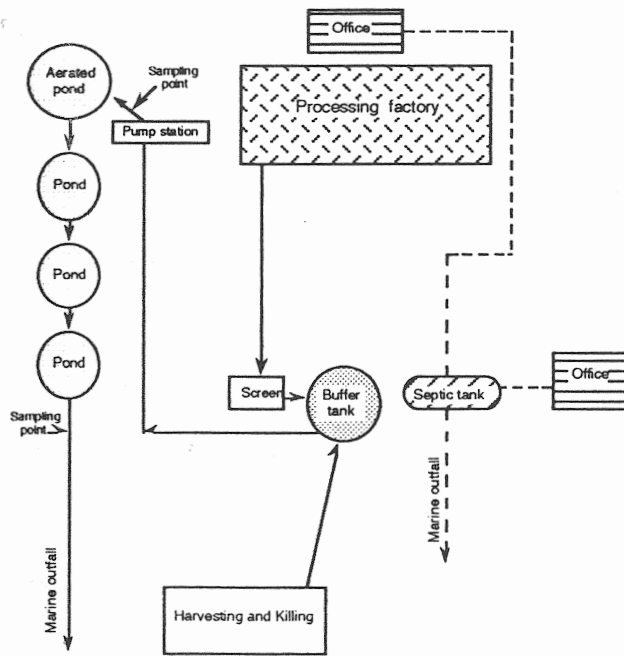 Office
Aerated
pond
Sampling
point
Processing factory
Pump station
Pond
Pond
Pond
Screen
Buffer
tank
Septic tank
Office
Sampling
point
Marine outfall
Marine outfall
Harvesting and Killing